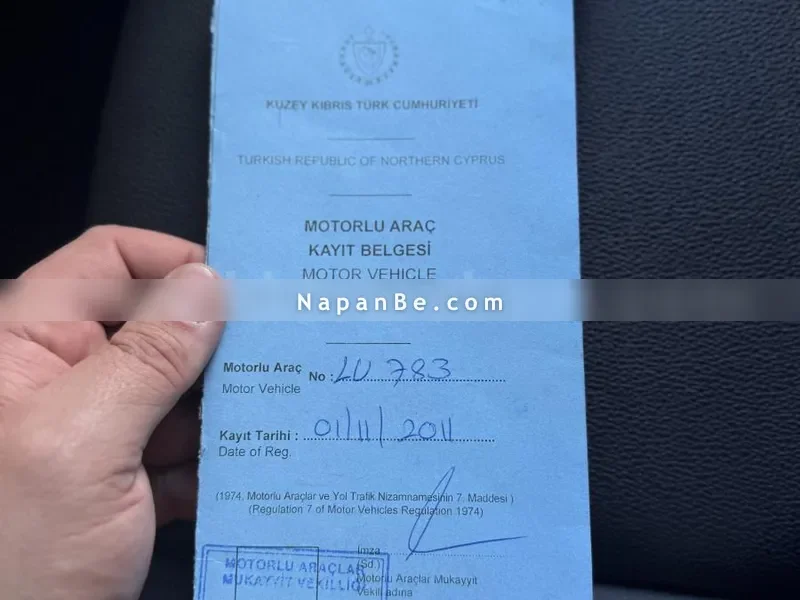 KUZEY KIBRIS TÜRK CUMHURİYETİ
TURKISH REPUBLIC OF NORTHERN CYPRUS
MOTORLU ARAÇ
KAYIT BELGESİ
MOTOR VEHICLE
NapanBe.com
Motorlu Araç No : LU 783
Motor Vehicle
Kayıt Tarihi : 01/11/2011
Date of Reg.
(1974. Motorlu Araçlar ve Yol Trafik Nizamnamesinin 7. Maddesi)
(Regulation 7 of Motor Vehicles Regulation 1974)
İmza
(Sd.)
Motorlu Araçlar Mukayyit
Vekili adına
MOTORLU ARAÇLAR
MUKAYYİT VEKİLLİĞİ